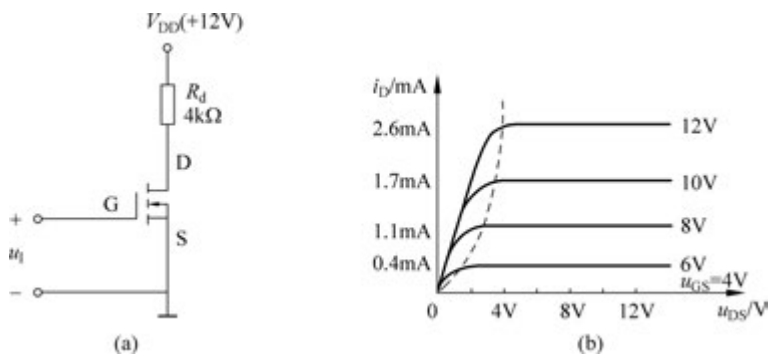 V_DD(+12V)
R_d
4kΩ
D
G
S
+
u_I
−
(a)
i_D/mA
2.6mA
1.7mA
1.1mA
0.4mA
12V
10V
8V
6V
u_GS=4V
0
4V
8V
12V
u_DS/V
(b)